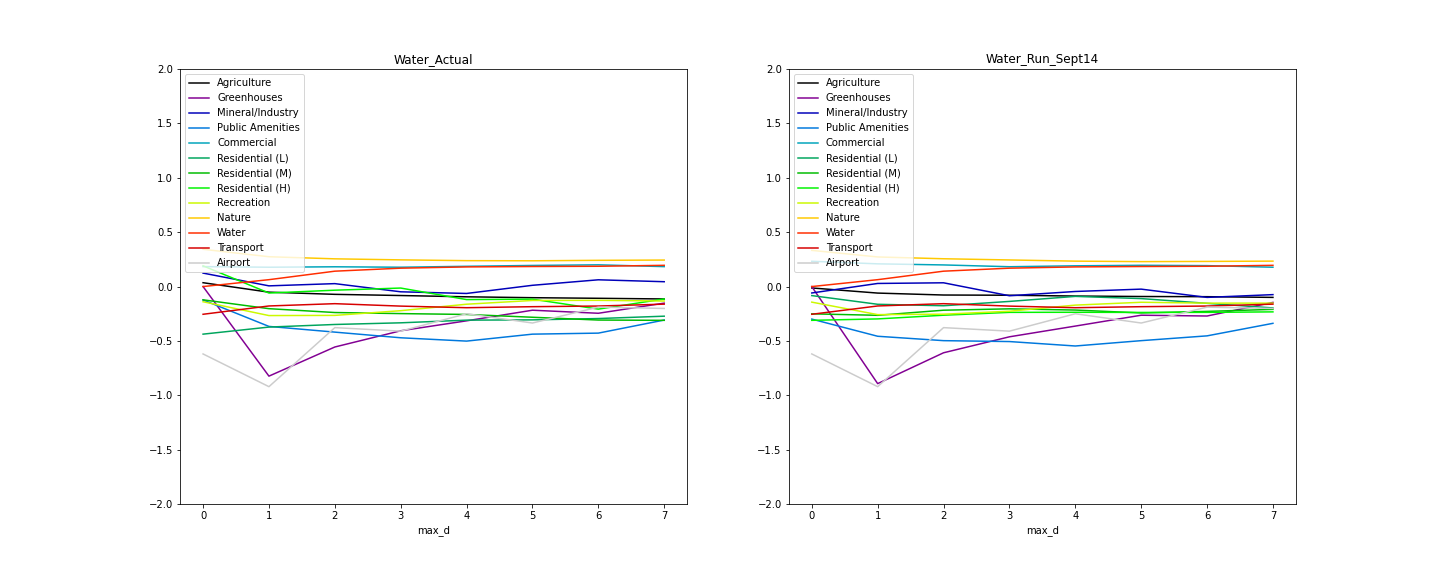 Water_Actual
2.0
1.5
1.0
0.5
0.0
−0.5
−1.0
−1.5
−2.0
Agriculture
Greenhouses
Mineral/Industry
Public Amenities
Commercial
Residential (L)
Residential (M)
Residential (H)
Recreation
Nature
Water
Transport
Airport
0 1 2 3 4 5 6 7
max_d
Water_Run_Sept14
2.0
1.5
1.0
0.5
0.0
−0.5
−1.0
−1.5
−2.0
Agriculture
Greenhouses
Mineral/Industry
Public Amenities
Commercial
Residential (L)
Residential (M)
Residential (H)
Recreation
Nature
Water
Transport
Airport
0 1 2 3 4 5 6 7
max_d